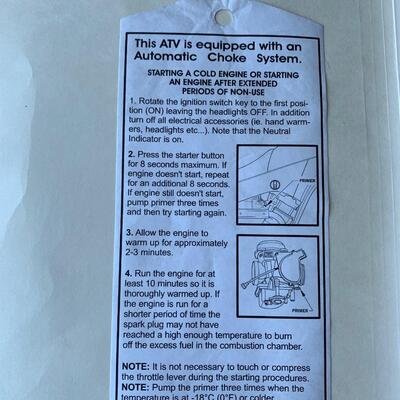 This ATV is equipped with an
Automatic Choke System.
STARTING A COLD ENGINE OR STARTING
AN ENGINE AFTER EXTENDED
PERIODS OF NON-USE
1. Rotate the ignition switch key to the first posi-
tion (ON) leaving the headlights OFF. In addition
turn off all electrical accessories (ie. hand warm-
ers, headlights etc...). Note that the Neutral
Indicator is on.
2. Press the starter button
for 8 seconds maximum. If
engine doesn't start, repeat
for an additional 8 seconds.
If engine still doesn't start,
pump primer three times
and then try starting again.
PRIMER
3. Allow the engine to
warm up for approximately
2-3 minutes.
4. Run the engine for at
least 10 minutes so it is
thoroughly warmed up. If
the engine is run for a
shorter period of time the
spark plug may not have
reached a high enough temperature to burn
off the excess fuel in the combustion chamber.
PRIMER
NOTE: It is not necessary to touch or compress
the throttle lever during the starting procedures.
NOTE: Pump the primer three times when the
temperature is at -18°C (0°F) or colder.